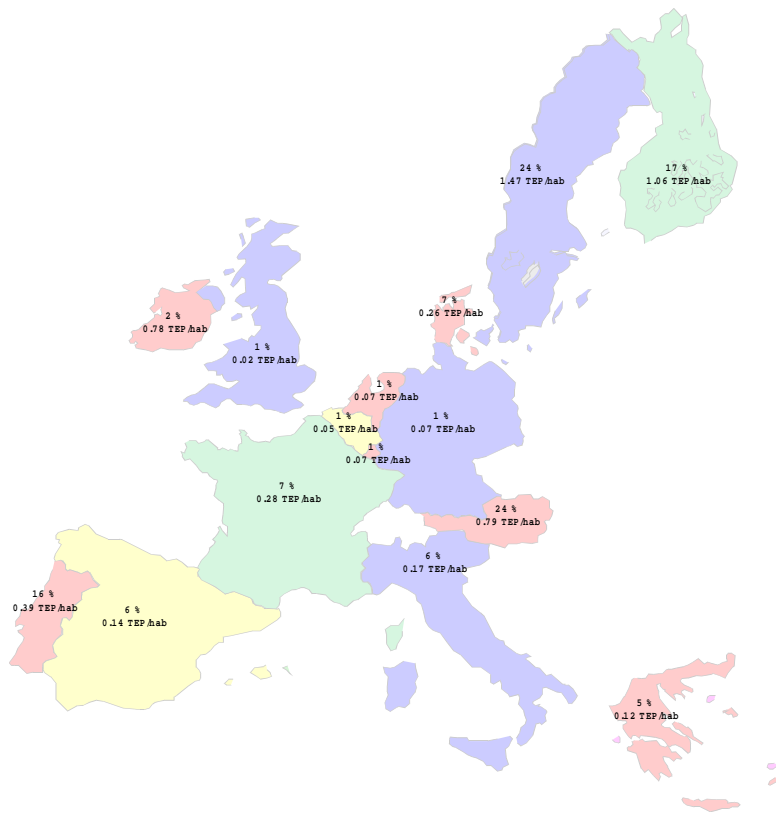 24 %
1.47 TEP/hab
17 %
1.06 TEP/hab
7 %
0.26 TEP/hab
2 %
0.78 TEP/hab
1 %
0.02 TEP/hab
1 %
0.07 TEP/hab
1 %
0.05 TEP/hab
1 %
0.07 TEP/hab
1 %
0.07 TEP/hab
7 %
0.28 TEP/hab
24 %
0.79 TEP/hab
6 %
0.17 TEP/hab
16 %
0.39 TEP/hab
6 %
0.14 TEP/hab
5 %
0.12 TEP/hab